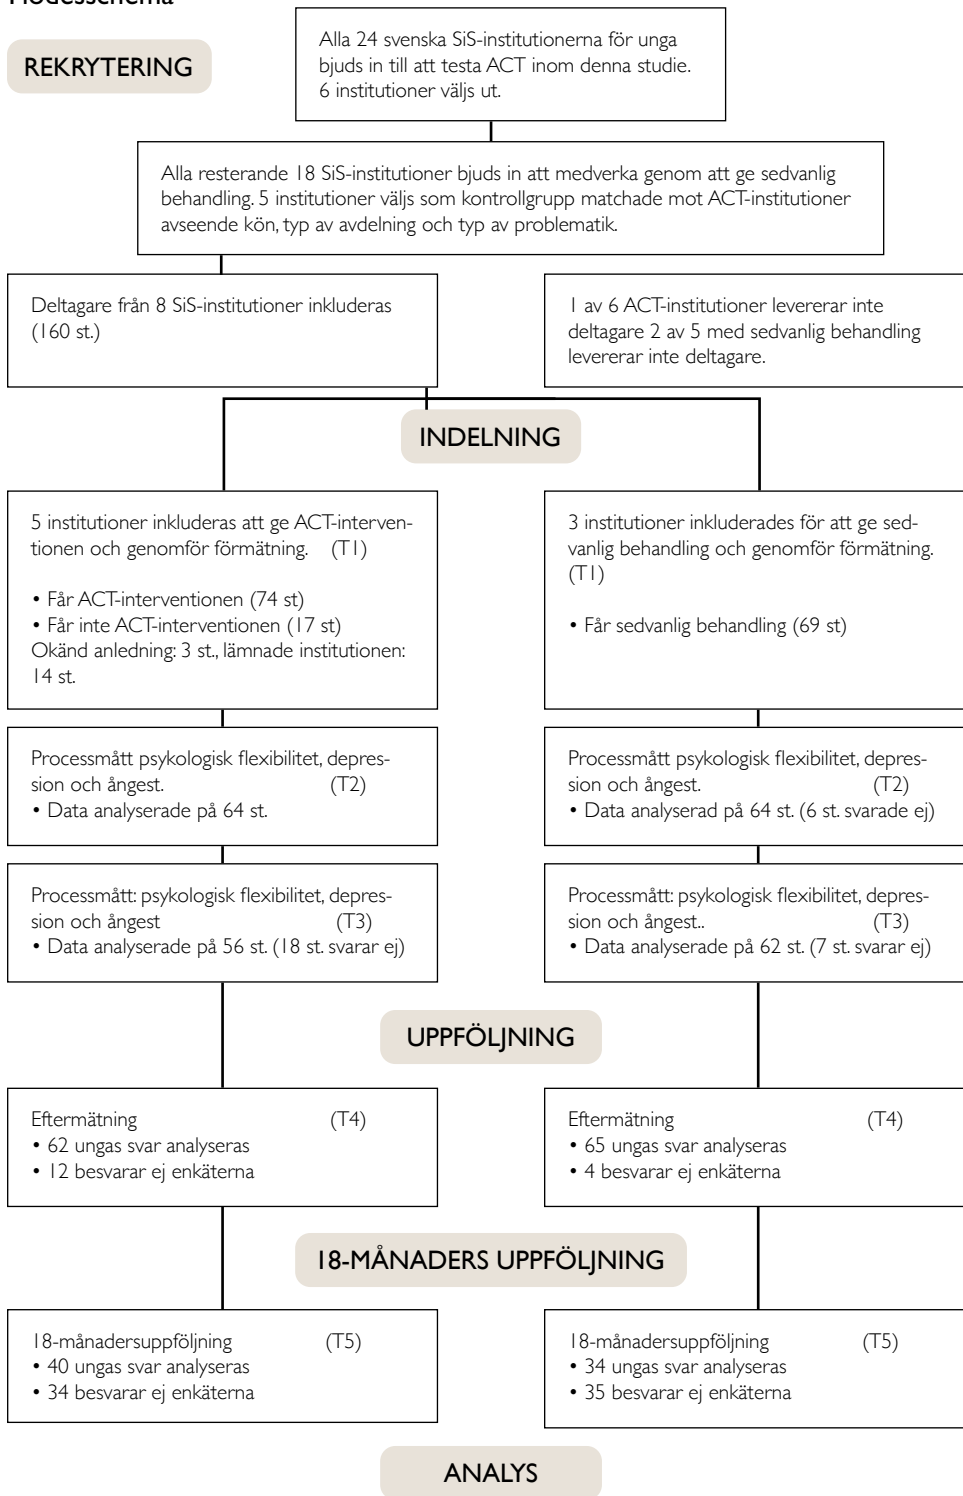 Flödesschema
REKRYTERING
Alla 24 svenska SiS-institutionerna för unga
bjuds in till att testa ACT inom denna studie.
6 institutioner väljs ut.
Alla resterande 18 SiS-institutioner bjuds in att medverka genom att ge sedvanlig
behandling. 5 institutioner väljs som kontrollgrupp matchade mot ACT-institutioner
avseende kön, typ av avdelning och typ av problematik.
Deltagare från 8 SiS-institutioner inkluderas
(160 st.)
1 av 6 ACT-institutioner levererar inte
deltagare 2 av 5 med sedvanlig behandling
levererar inte deltagare.
INDELNING
5 institutioner inkluderas att ge ACT-interven-
tionen och genomför förmätning. (T1)
• Får ACT-interventionen (74 st)
• Får inte ACT-interventionen (17 st)
Okänd anledning: 3 st., lämnade institutionen:
14 st.
3 institutioner inkluderades för att ge sed-
vanlig behandling och genomför förmätning.
(T1)
• Får sedvanlig behandling (69 st)
Processmått psykologisk flexibilitet, depres-
sion och ångest. (T2)
• Data analyserade på 64 st.
Processmått psykologisk flexibilitet, depres-
sion och ångest. (T2)
• Data analyserad på 64 st. (6 st. svarade ej)
Processmått: psykologisk flexibilitet, depres-
sion och ångest (T3)
• Data analyserade på 56 st. (18 st. svarar ej)
Processmått: psykologisk flexibilitet, depres-
sion och ångest.. (T3)
• Data analyserade på 62 st. (7 st. svarar ej)
UPPFÖLJNING
Eftermätning (T4)
• 62 ungas svar analyseras
• 12 besvarar ej enkäterna
Eftermätning (T4)
• 65 ungas svar analyseras
• 4 besvarar ej enkäterna
18-MÅNADERS UPPFÖLJNING
18-månadersuppföljning (T5)
• 40 ungas svar analyseras
• 34 besvarar ej enkäterna
18-månadersuppföljning (T5)
• 34 ungas svar analyseras
• 35 besvarar ej enkäterna
ANALYS